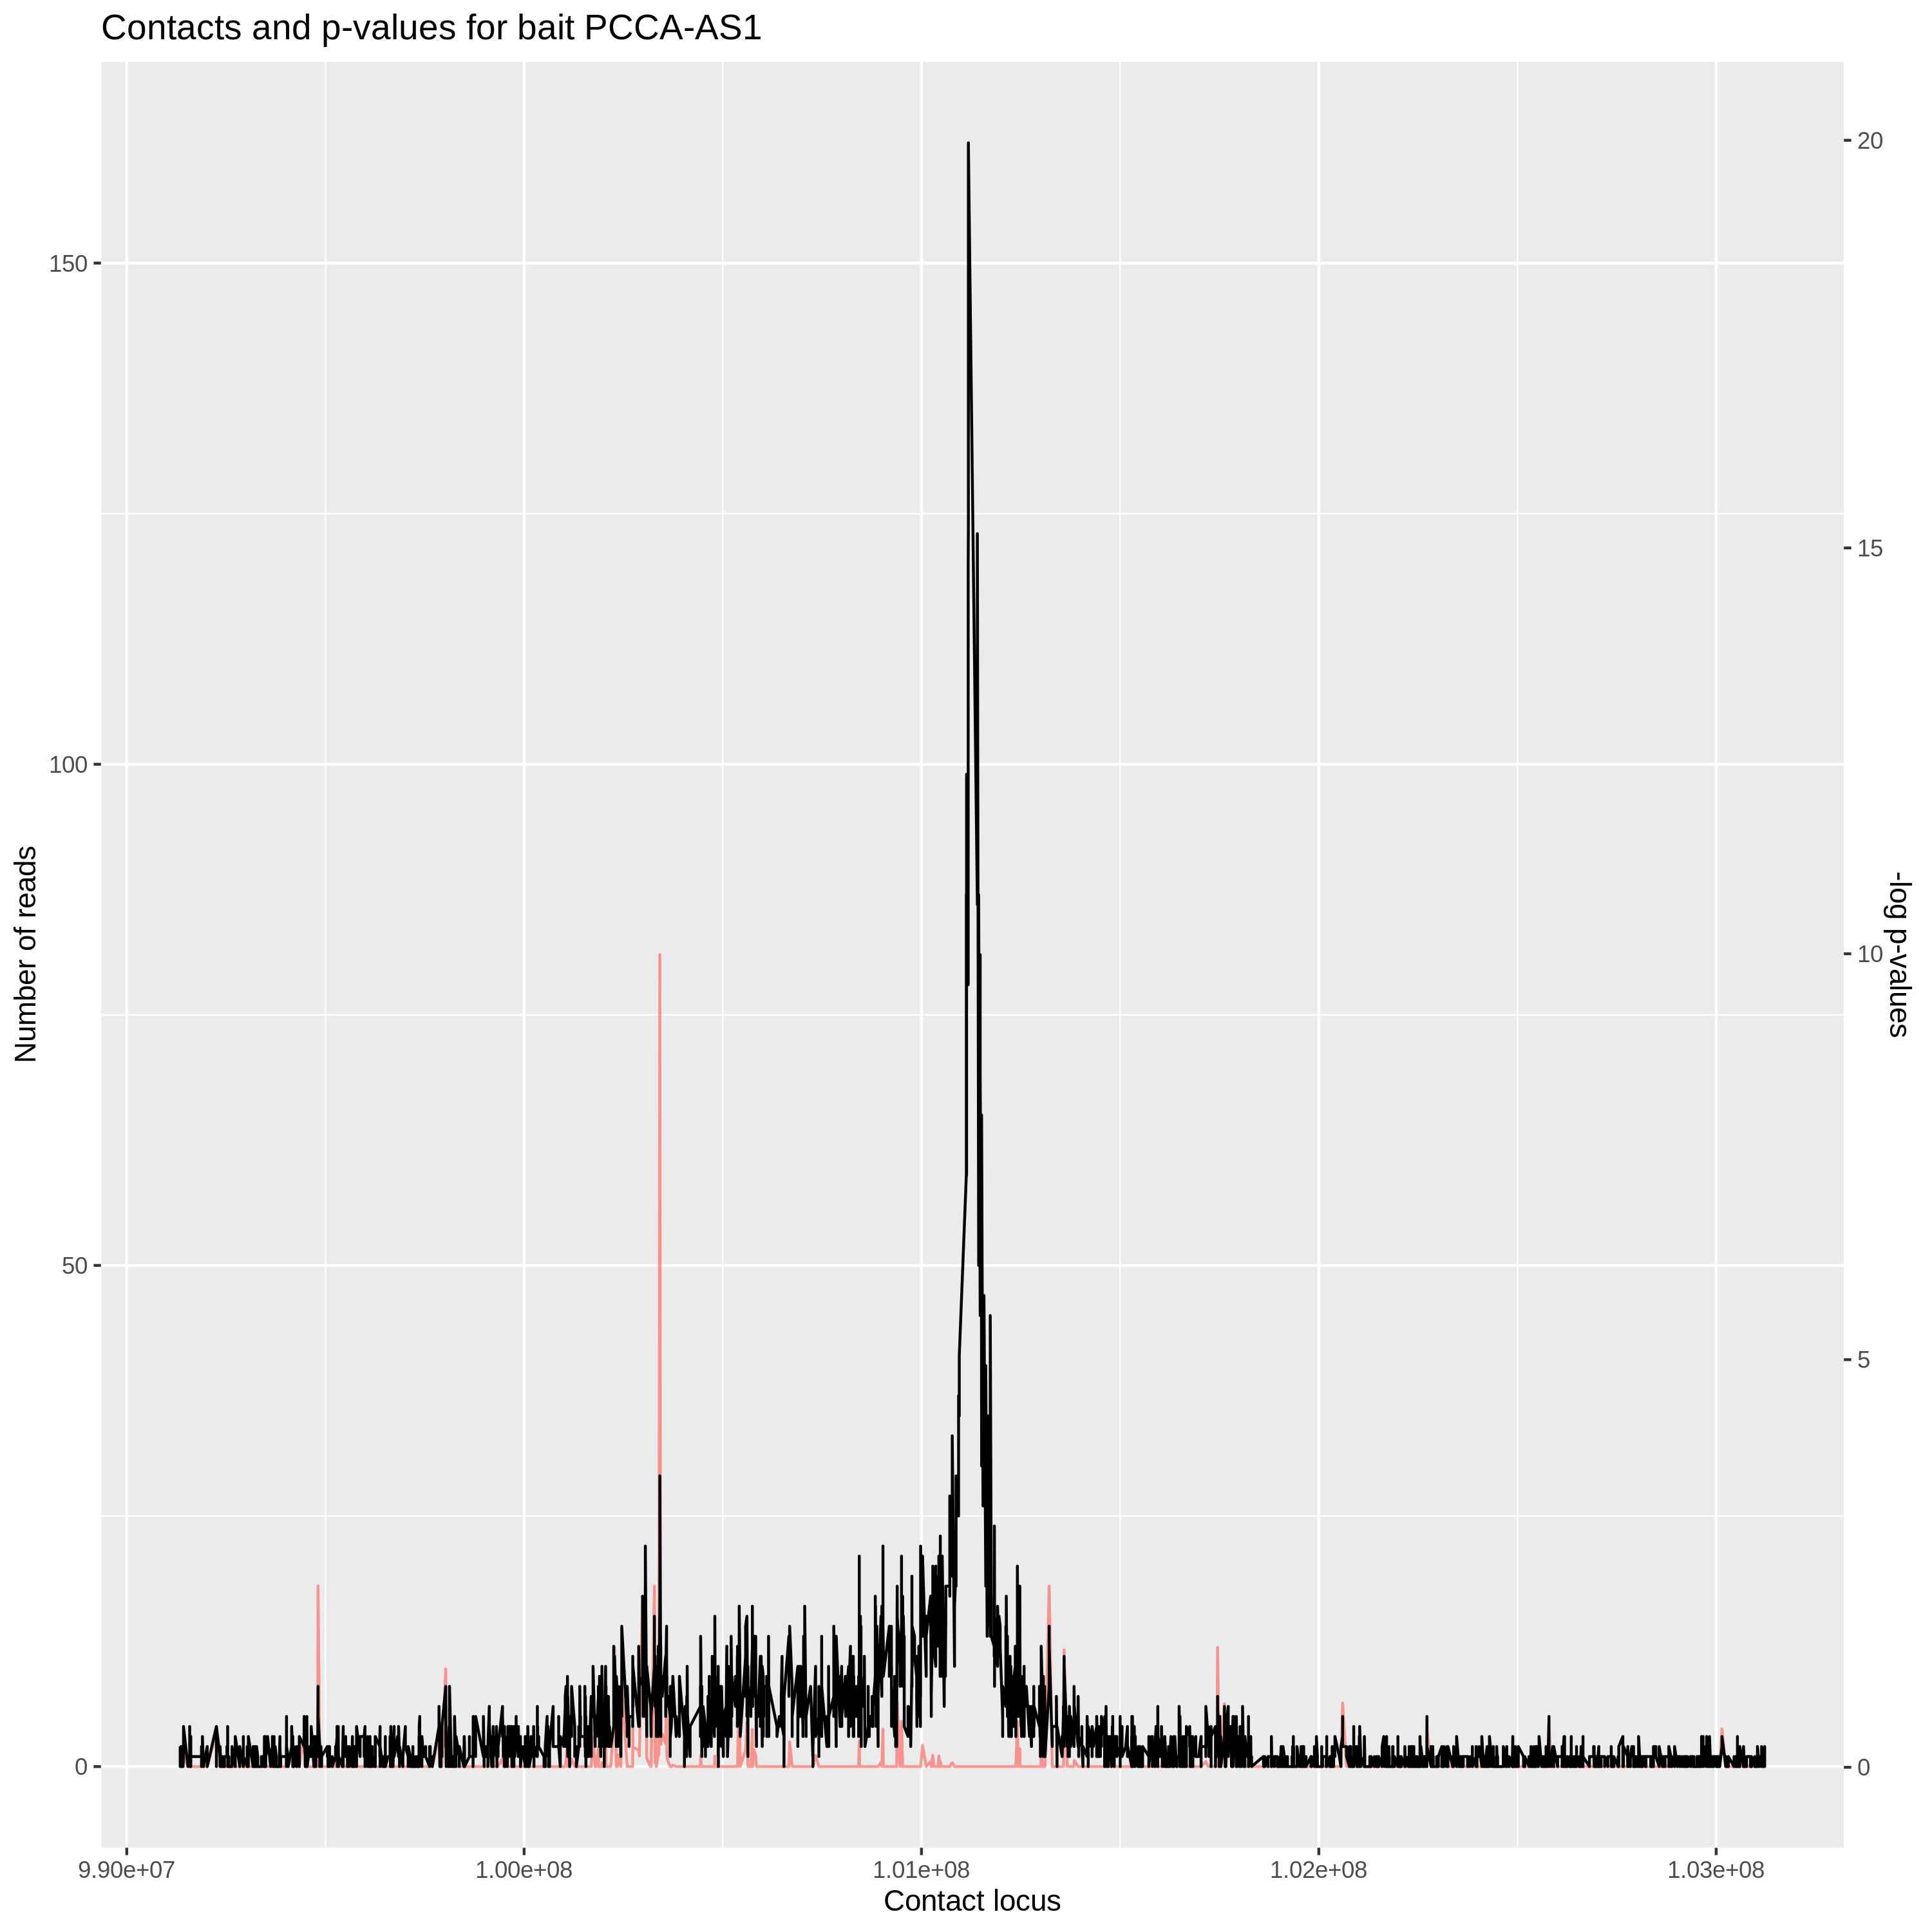 Contacts and p-values for bait PCCA-AS1
150
100
50
0
Number of reads
20
15
10
5
0
-log p-values
9.90e+07 1.00e+08 1.01e+08 1.02e+08 1.03e+08
Contact locus